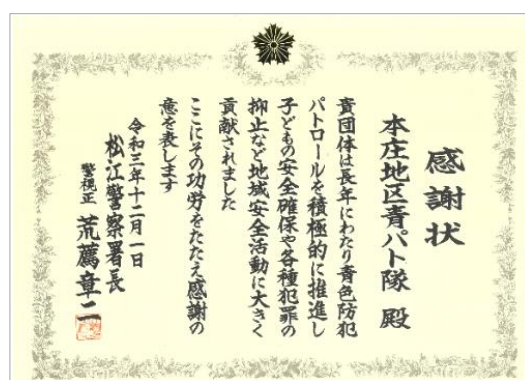 感謝状
本庄地区青パト隊 殿
貴団体は長年にわたり青色防犯
パトロールを積極的に推進し
子どもの安全確保や各種犯罪の
抑止など地域安全活動に大きく
貢献されました
ここにその功労をたたえ感謝の
意を表します
令和三年十二月一日
松江警察署長
警視正 荒薦章二